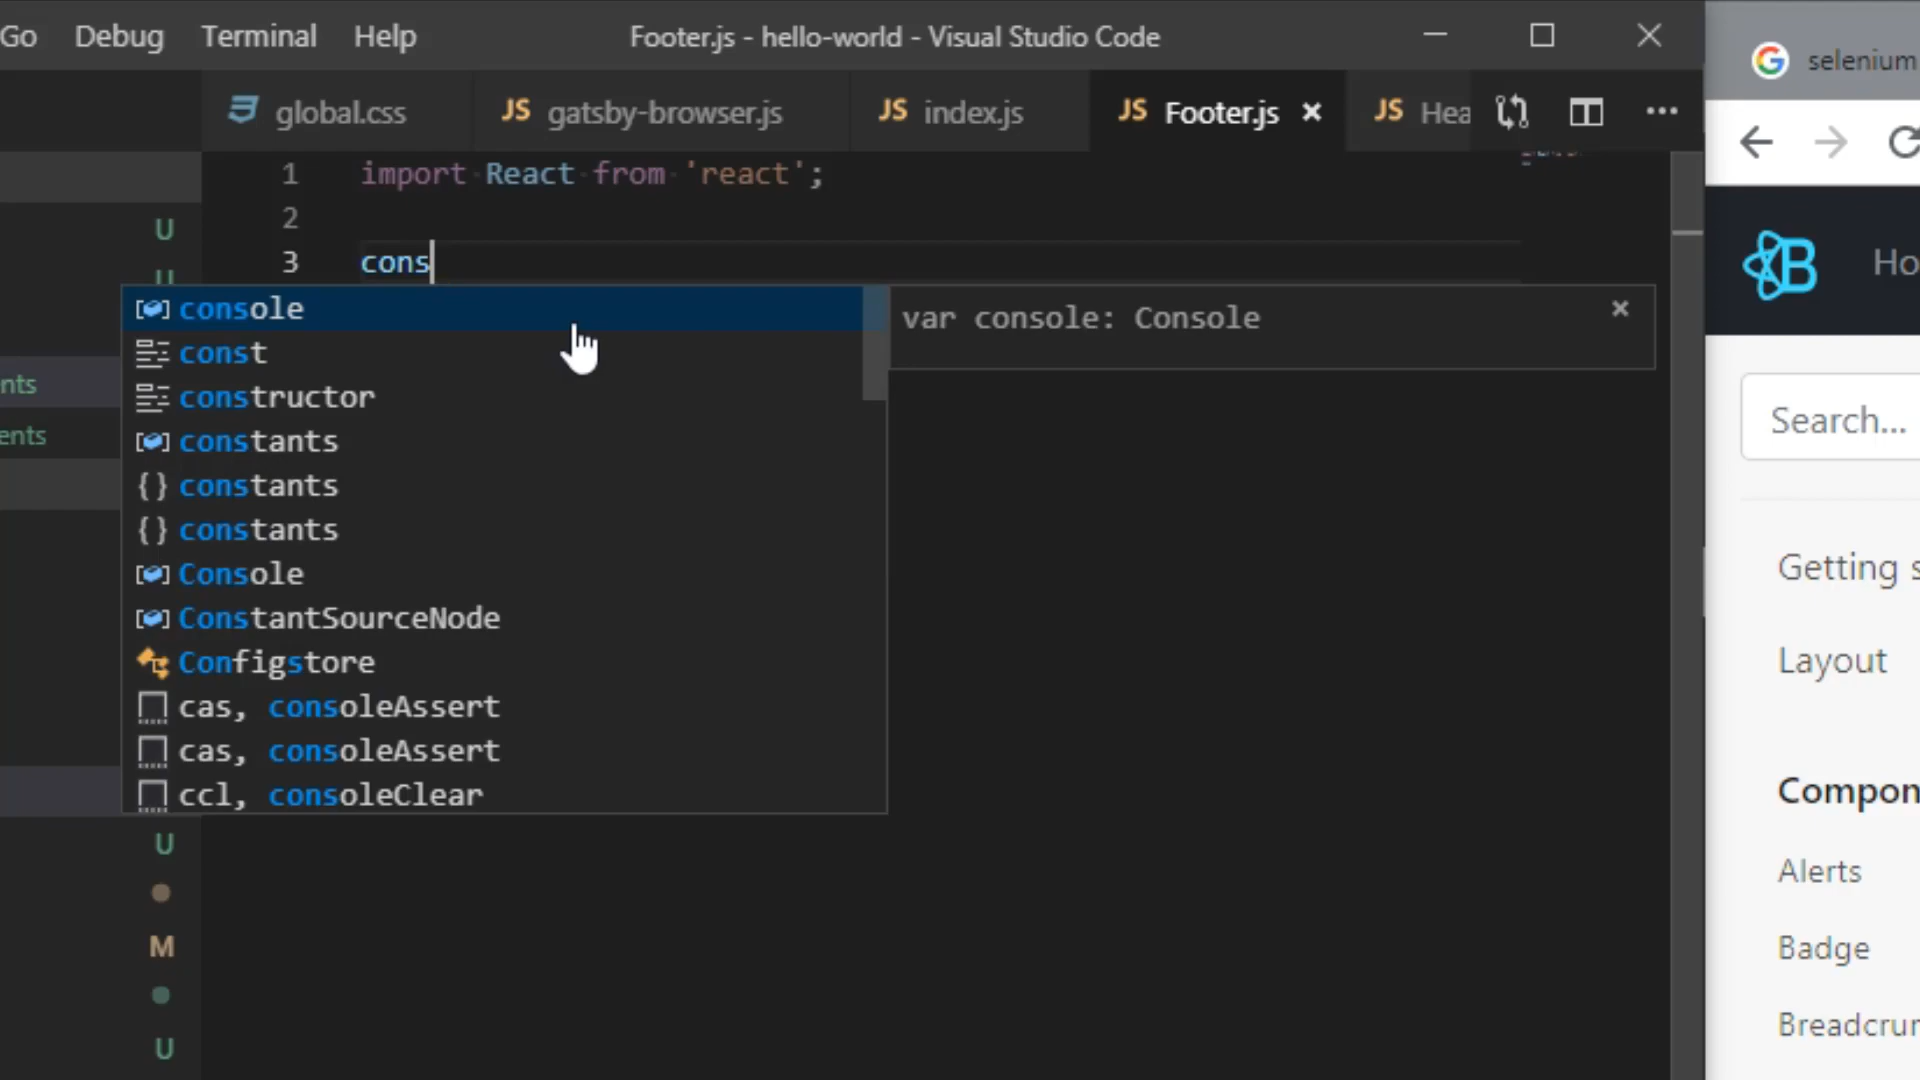 Go Debug Terminal Help Footer.js - hello-world - Visual Studio Code
global.css JS gatsby-browser.js JS index.js JS Footer.js JS Hea
1 import React from 'react';
2
3 cons
U
U
nts
ents
console
const
constructor
constants
{} constants
{} constants
Console
ConstantSourceNode
Configstore
cas, consoleAssert
cas, consoleAssert
ccl, consoleClear
var console: Console
U
M
U
G selenium
B Ho
Search...
Getting s
Layout
Compon
Alerts
Badge
Breadcru